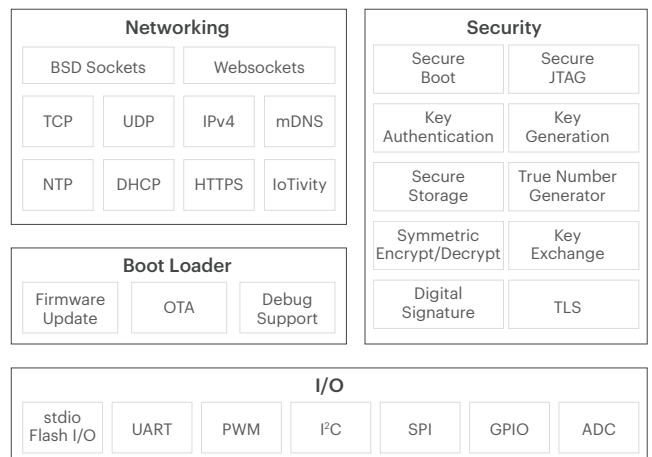 Networking
BSD Sockets
Websockets
TCP
UDP
IPv4
mDNS
NTP
DHCP
HTTPS
IoTivity
Boot Loader
Firmware
Update
OTA
Debug
Support
Security
Secure
Boot
Secure
JTAG
Key
Authentication
Key
Generation
Secure
Storage
True Number
Generator
Symmetric
Encrypt/Decrypt
Key
Exchange
Digital
Signature
TLS
I/O
stdio
Flash I/O
UART
PWM
I²C
SPI
GPIO
ADC